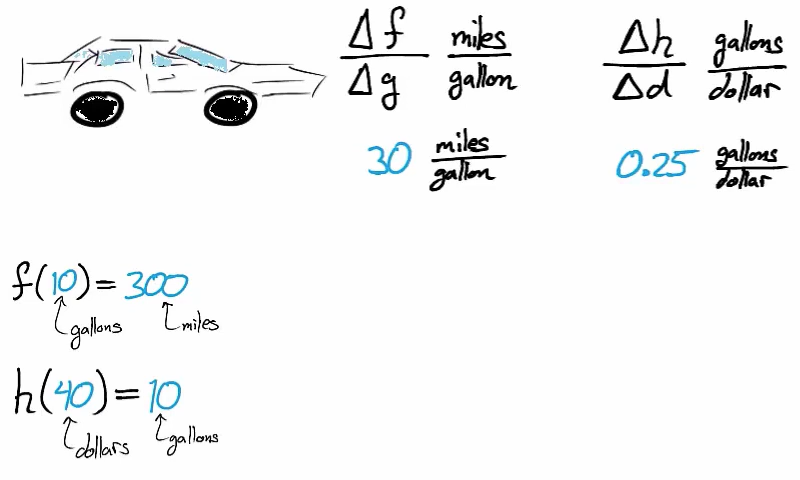 Δf/Δg miles/gallon
Δh/Δd gallons/dollar
30 miles/gallon
0.25 gallons/dollar
f(10) = 300
gallons miles
h(40) = 10
dollars gallons